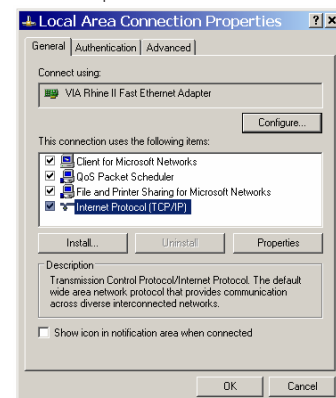 Local Area Connection Properties
General Authentication Advanced
Connect using:
VIA Rhine II Fast Ethernet Adapter
Configure...
This connection uses the following items:
Client for Microsoft Networks
QoS Packet Scheduler
File and Printer Sharing for Microsoft Networks
Internet Protocol (TCP/IP)
Install... Uninstall Properties
Description
Transmission Control Protocol/Internet Protocol. The default
wide area network protocol that provides communication
across diverse interconnected networks.
Show icon in notification area when connected
OK Cancel